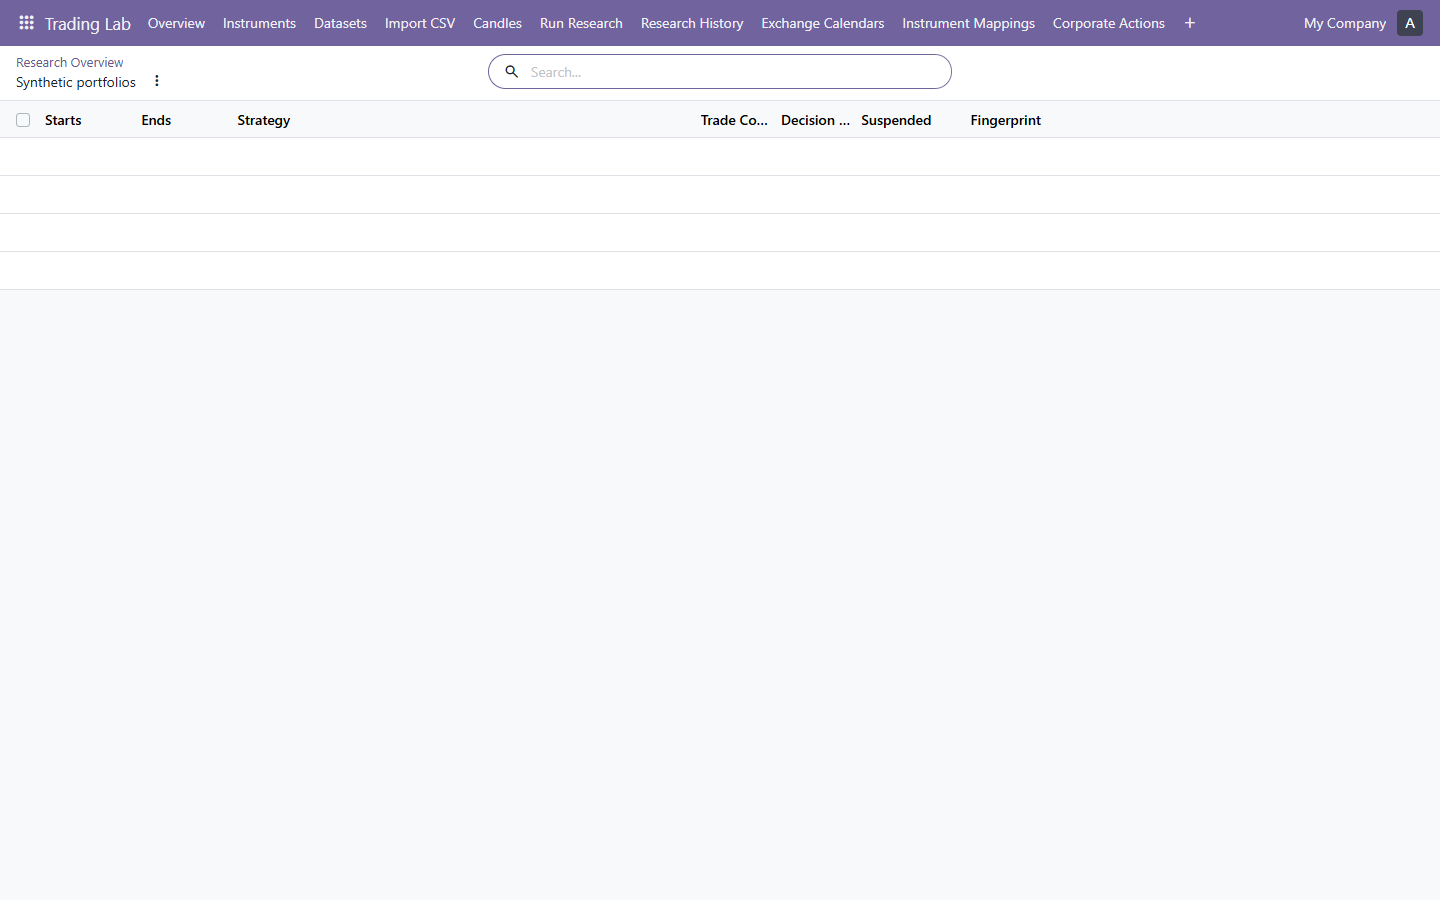 Trading Lab Overview Instruments Datasets Import CSV Candles Run Research Research History Exchange Calendars Instrument Mappings Corporate Actions + My Company A
Research Overview
Synthetic portfolios
Search...
Starts Ends Strategy Trade Co... Decision ... Suspended Fingerprint